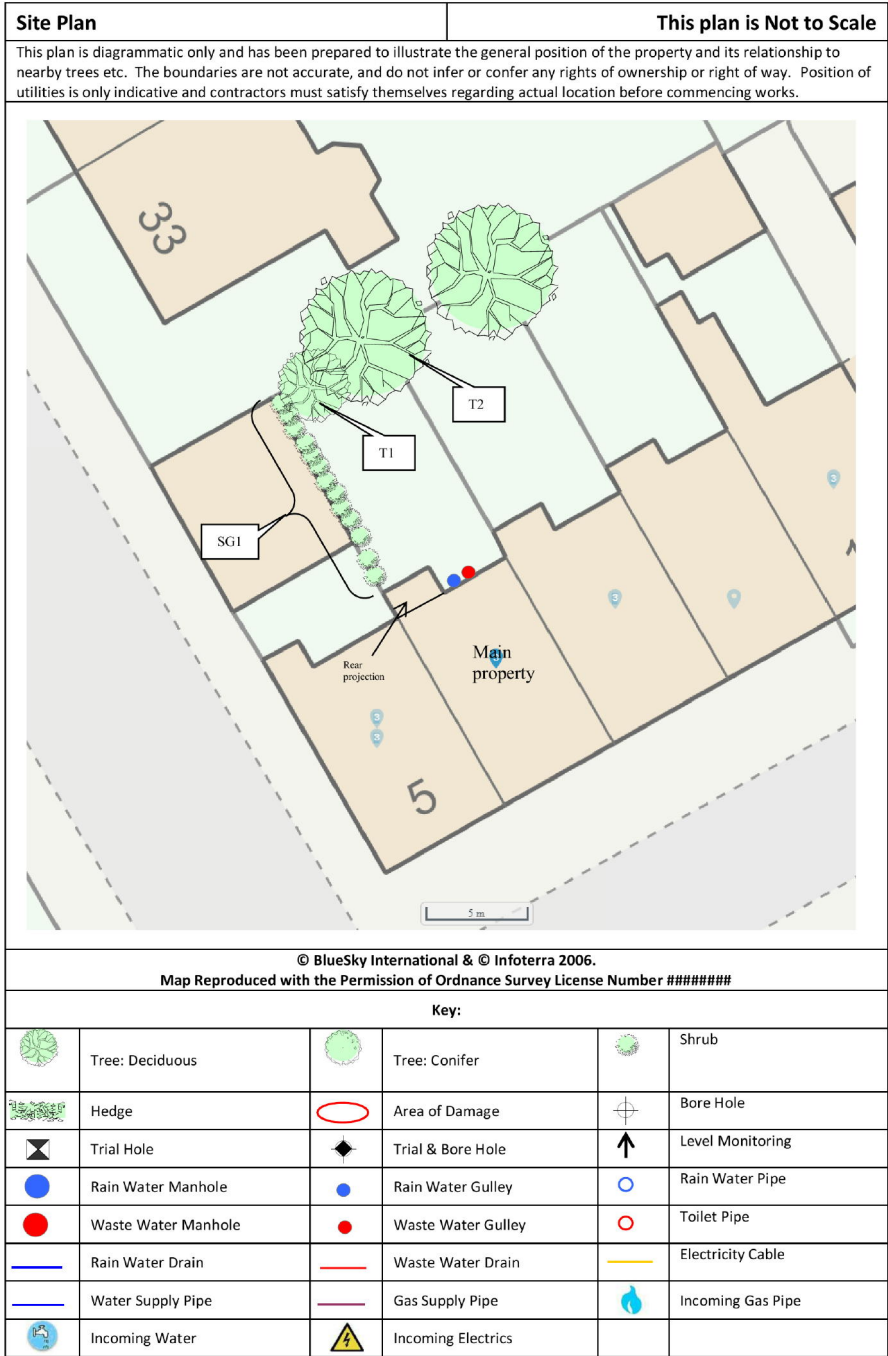 Site Plan
This plan is Not to Scale
This plan is diagrammatic only and has been prepared to illustrate the general position of the property and its relationship to
nearby trees etc. The boundaries are not accurate, and do not infer or confer any rights of ownership or right of way. Position of
utilities is only indicative and contractors must satisfy themselves regarding actual location before commencing works.
33
T2
T1
SG1
3
3
Rear
projection
Main
property
3
3
3
5
5 m
© BlueSky International & © Infoterra 2006.
Map Reproduced with the Permission of Ordnance Survey License Number ########
Key:
Tree: Deciduous
Tree: Conifer
Shrub
Hedge
Area of Damage
Bore Hole
Trial Hole
Trial & Bore Hole
Level Monitoring
Rain Water Manhole
Rain Water Gulley
Rain Water Pipe
Waste Water Manhole
Waste Water Gulley
Toilet Pipe
Rain Water Drain
Waste Water Drain
Electricity Cable
Water Supply Pipe
Gas Supply Pipe
Incoming Gas Pipe
Incoming Water
Incoming Electrics